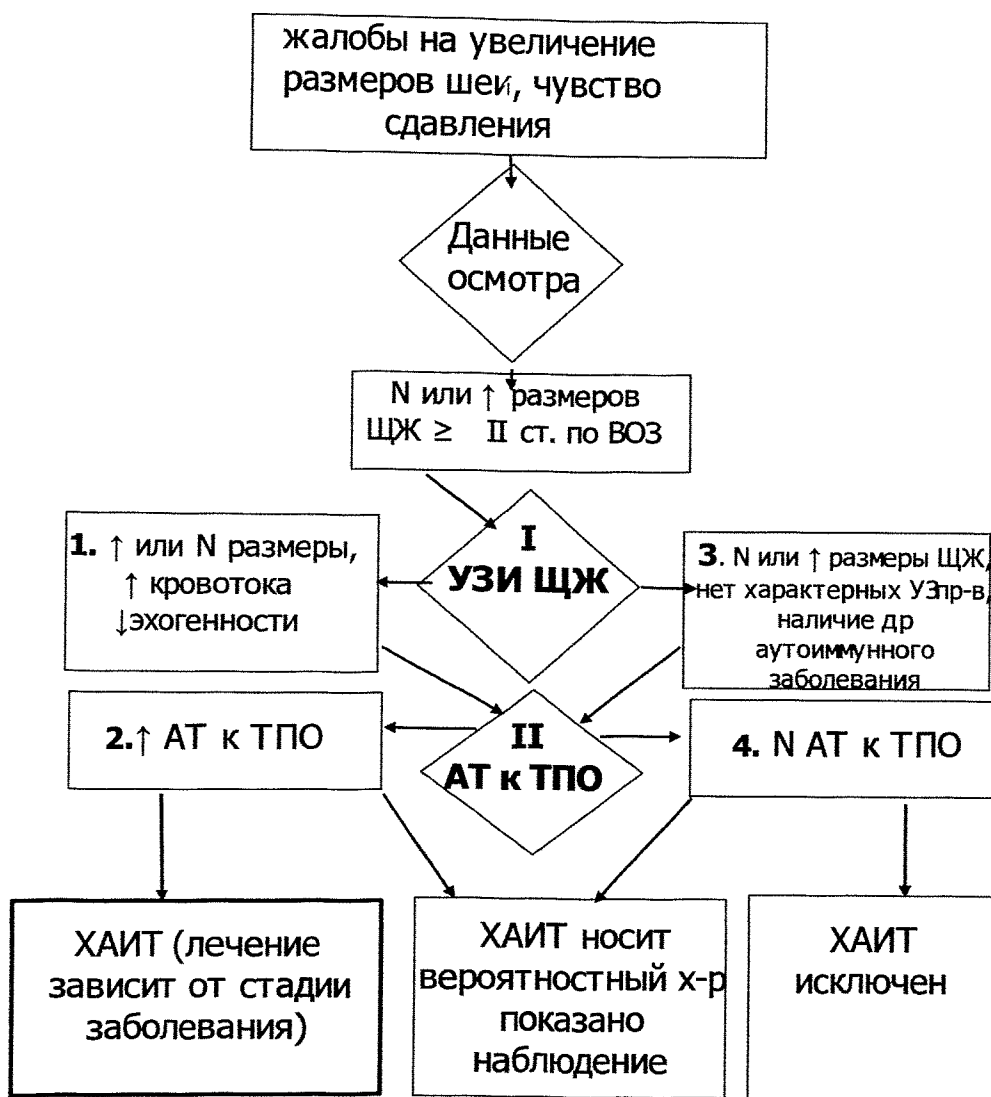 жалобы на увеличение
размеров шеи, чувство
сдавления
Данные
осмотра
N или ↑ размеров
ЩЖ ≥ II ст. по ВОЗ
I
УЗИ ЩЖ
1. ↑ или N размеры,
↑ кровотока
↓эхогенности
3. N или ↑ размеры ЩЖ,
нет характерных УЗпр-в,
наличие др
аутоиммунного
заболевания
2.↑ АТ к ТПО
II
АТ к ТПО
4. N АТ к ТПО
ХАИТ (лечение
зависит от стадии
заболевания)
ХАИТ носит
вероятностный х-р
показано
наблюдение
ХАИТ
исключен